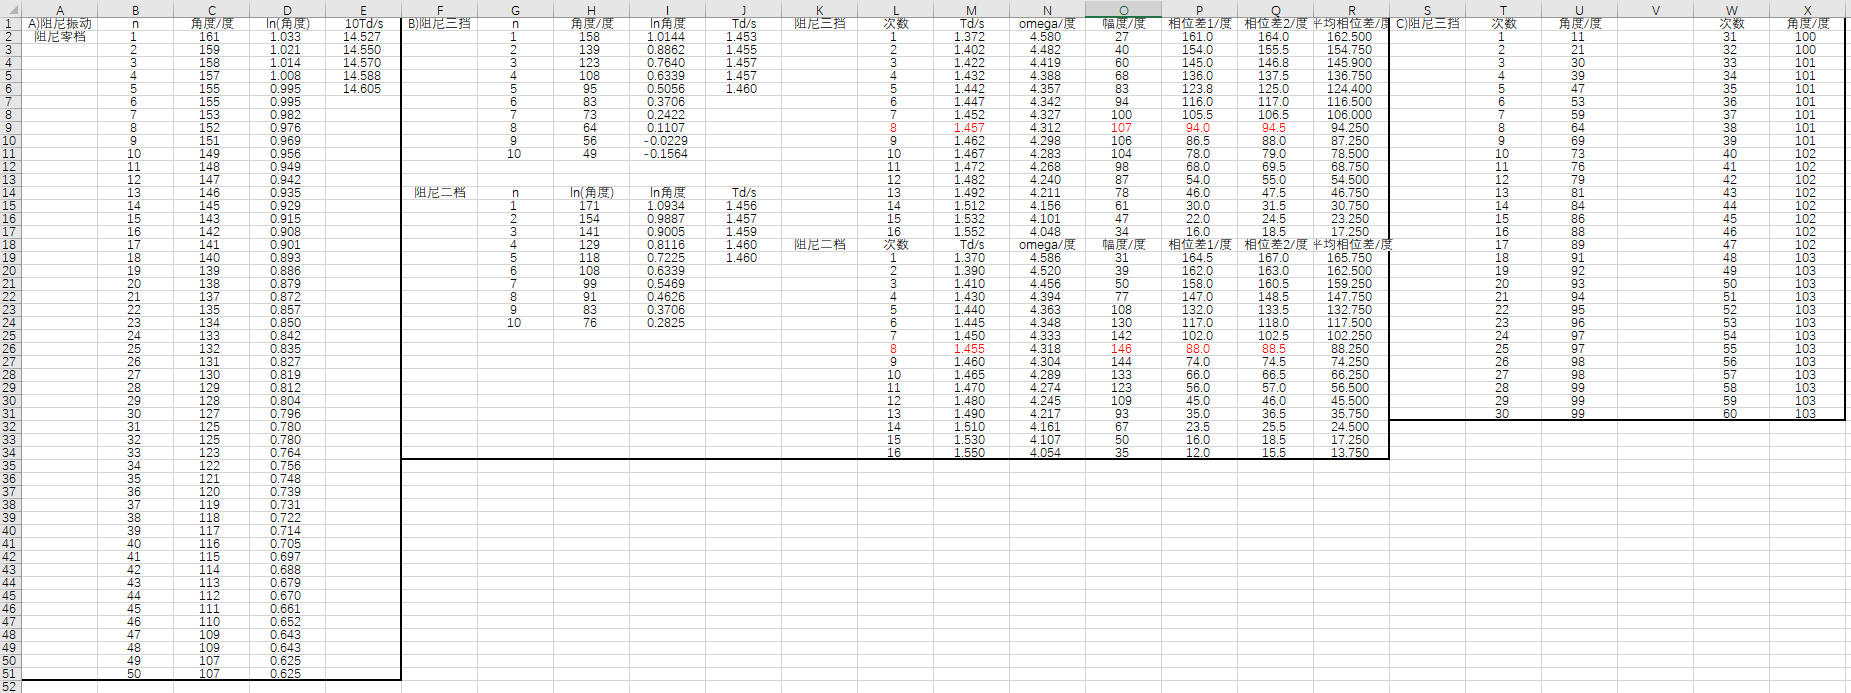 A B C D E F G H I J K L M N O P Q R S T U V W X
1 A)阻尼振动 n 角度/度 ln(角度) 10Td/s B)阻尼三挡 n 角度/度 ln角度 Td/s 阻尼三挡 次数 Td/s omega/度 幅度/度 相位差1/度 相位差2/度 平均相位差/度 C)阻尼三挡 次数 角度/度 次数 角度/度
2 阻尼零档 1 161 1.033 14.527 1 158 1.0144 1.453 1 1.372 4.580 27 161.0 164.0 162.500 1 11 31 100
3 2 159 1.021 14.550 2 139 0.8862 1.455 2 1.402 4.482 40 154.0 155.5 154.750 2 21 32 100
4 3 158 1.014 14.570 3 123 0.7640 1.457 3 1.422 4.419 60 145.0 146.8 145.900 3 30 33 101
5 4 157 1.008 14.588 4 108 0.6339 1.457 4 1.432 4.388 68 136.0 137.5 136.750 4 39 34 101
6 5 155 0.995 14.605 5 95 0.5056 1.460 5 1.442 4.357 83 123.8 125.0 124.400 5 47 35 101
7 6 155 0.995 6 83 0.3706 6 1.447 4.342 94 116.0 117.0 116.500 6 53 36 101
8 7 153 0.982 7 73 0.2422 7 1.452 4.327 100 105.5 106.5 106.000 7 59 37 101
9 8 152 0.976 8 64 0.1107 8 1.457 4.312 107 94.0 94.5 94.250 8 64 38 101
10 9 151 0.969 9 56 -0.0229 9 1.462 4.298 106 86.5 88.0 87.250 9 69 39 101
11 10 149 0.956 10 49 -0.1564 10 1.467 4.283 104 78.0 79.0 78.500 10 73 40 102
12 11 148 0.949 11 1.472 4.268 98 68.0 69.5 68.750 11 76 41 102
13 12 147 0.942 12 1.482 4.240 87 54.0 55.0 54.500 12 79 42 102
14 13 146 0.935 阻尼二档 n ln(角度) ln角度 Td/s 13 1.492 4.211 78 46.0 47.5 46.750 13 81 43 102
15 14 145 0.929 1 171 1.0934 1.456 14 1.512 4.156 61 30.0 31.5 30.750 14 84 44 102
16 15 143 0.915 2 154 0.9887 1.457 15 1.532 4.101 47 22.0 24.5 23.250 15 86 45 102
17 16 142 0.908 3 141 0.9005 1.459 16 1.552 4.048 34 16.0 18.5 17.250 16 88 46 102
18 17 141 0.901 4 129 0.8116 1.460 阻尼二档 次数 Td/s omega/度 幅度/度 相位差1/度 相位差2/度 平均相位差/度 17 89 47 102
19 18 140 0.893 5 118 0.7225 1.460 1 1.370 4.586 31 164.5 167.0 165.750 18 91 48 103
20 19 139 0.886 6 108 0.6339 2 1.390 4.520 39 162.0 163.0 162.500 19 92 49 103
21 20 138 0.879 7 99 0.5469 3 1.410 4.456 50 158.0 160.5 159.250 20 93 50 103
22 21 137 0.872 8 91 0.4626 4 1.430 4.394 77 147.0 148.5 147.750 21 94 51 103
23 22 135 0.857 9 83 0.3706 5 1.440 4.363 108 132.0 133.5 132.750 22 95 52 103
24 23 134 0.850 10 76 0.2825 6 1.445 4.348 130 117.0 118.0 117.500 23 96 53 103
25 24 133 0.842 7 1.450 4.333 142 102.0 102.5 102.250 24 97 54 103
26 25 132 0.835 8 1.455 4.318 146 88.0 88.5 88.250 25 97 55 103
27 26 131 0.827 9 1.460 4.304 144 74.0 74.5 74.250 26 98 56 103
28 27 130 0.819 10 1.465 4.289 133 66.0 66.5 66.250 27 98 57 103
29 28 129 0.812 11 1.470 4.274 123 56.0 57.0 56.500 28 99 58 103
30 29 128 0.804 12 1.480 4.245 109 45.0 46.0 45.500 29 99 59 103
31 30 127 0.796 13 1.490 4.217 93 35.0 36.5 35.750 30 99 60 103
32 31 125 0.780 14 1.510 4.161 67 23.5 25.5 24.500
33 32 125 0.780 15 1.530 4.107 50 16.0 18.5 17.250
34 33 123 0.764 16 1.550 4.054 35 12.0 15.5 13.750
35 34 122 0.756
36 35 121 0.748
37 36 120 0.739
38 37 119 0.731
39 38 118 0.722
40 39 117 0.714
41 40 116 0.705
42 41 115 0.697
43 42 114 0.688
44 43 113 0.679
45 44 112 0.670
46 45 111 0.661
47 46 110 0.652
48 47 109 0.643
49 48 109 0.643
50 49 107 0.625
51 50 107 0.625
52